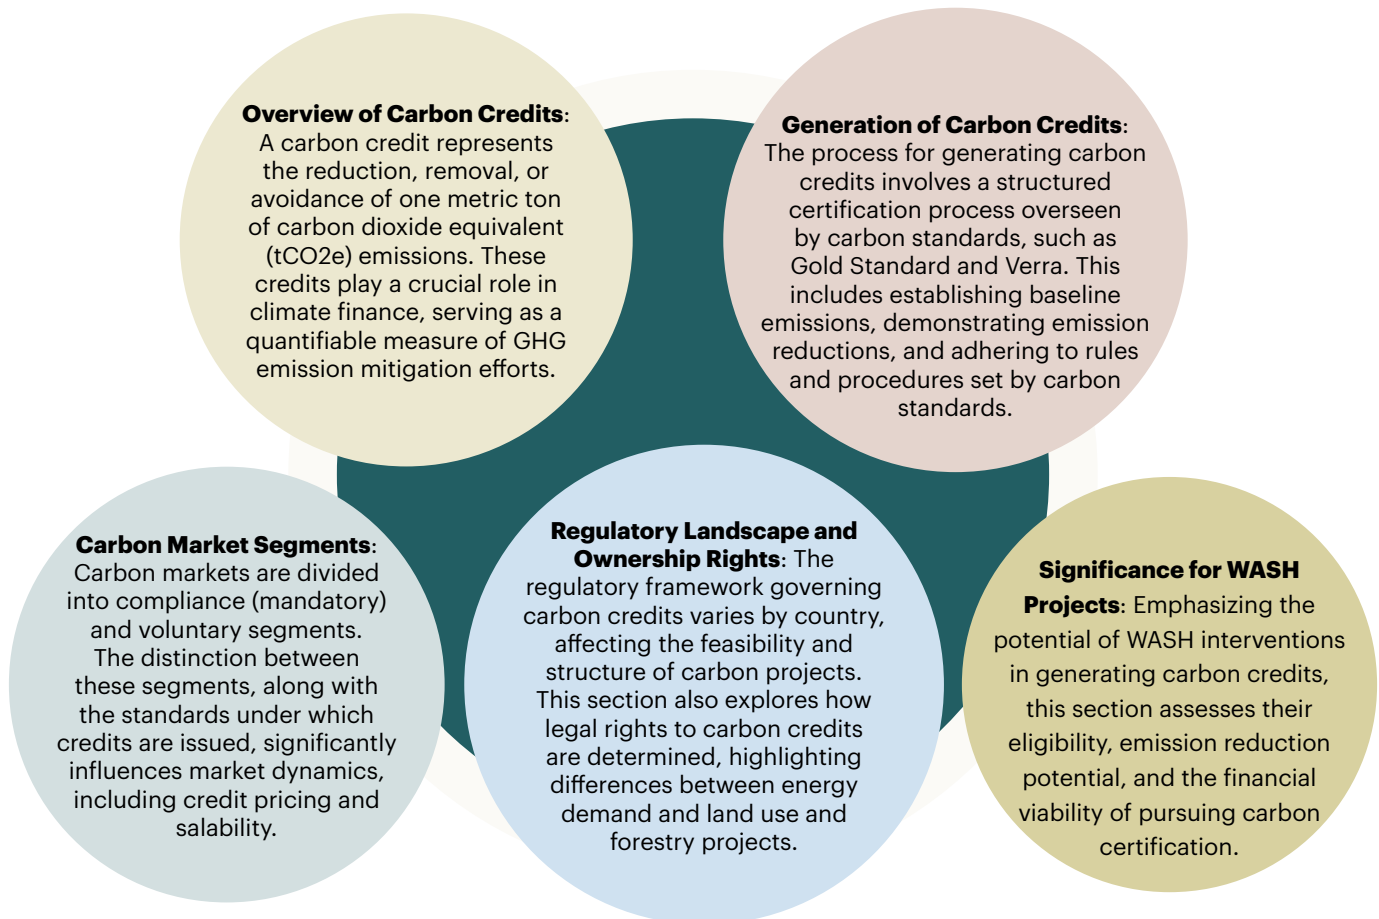 Overview of Carbon Credits:
A carbon credit represents
the reduction, removal, or
avoidance of one metric ton
of carbon dioxide equivalent
(tCO2e) emissions. These
credits play a crucial role in
climate finance, serving as a
quantifiable measure of GHG
emission mitigation efforts.
Generation of Carbon Credits:
The process for generating carbon
credits involves a structured
certification process overseen
by carbon standards, such as
Gold Standard and Verra. This
includes establishing baseline
emissions, demonstrating emission
reductions, and adhering to rules
and procedures set by carbon
standards.
Carbon Market Segments:
Carbon markets are divided
into compliance (mandatory)
and voluntary segments.
The distinction between
these segments, along with
the standards under which
credits are issued, significantly
influences market dynamics,
including credit pricing and
salability.
Regulatory Landscape and
Ownership Rights: The
regulatory framework governing
carbon credits varies by country,
affecting the feasibility and
structure of carbon projects.
This section also explores how
legal rights to carbon credits
are determined, highlighting
differences between energy
demand and land use and
forestry projects.
Significance for WASH
Projects: Emphasizing the
potential of WASH interventions
in generating carbon credits,
this section assesses their
eligibility, emission reduction
potential, and the financial
viability of pursuing carbon
certification.